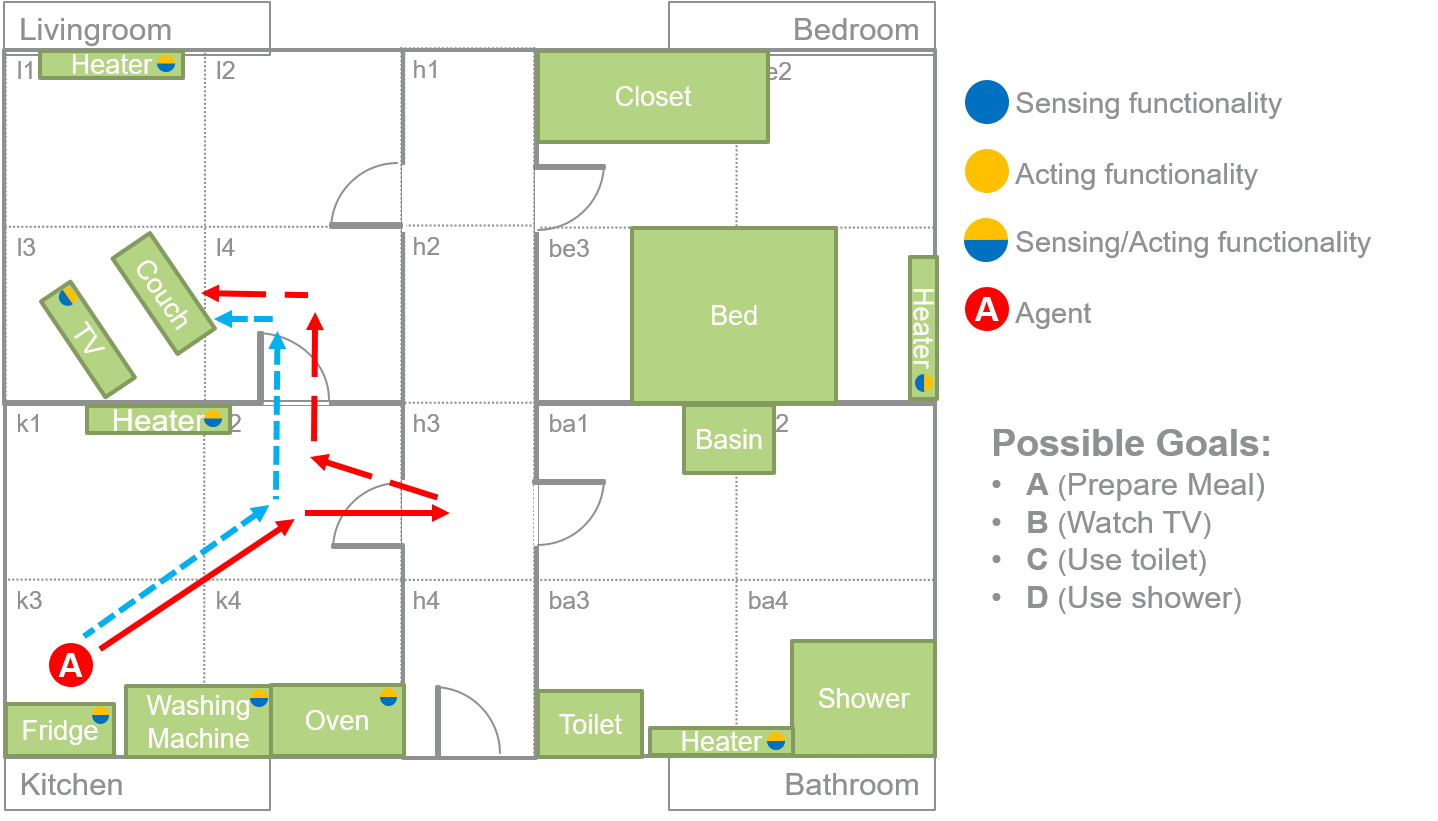 Livingroom
Bedroom
l1
Heater
l2
h1
Closet
e2
Sensing functionality
Acting functionality
Sensing/Acting functionality
A
Agent
l3
l4
h2
be3
Couch
TV
Bed
Heater
k1
Heater
2
h3
ba1
Basin
2
Possible Goals:
• A (Prepare Meal)
• B (Watch TV)
• C (Use toilet)
• D (Use shower)
k3
k4
h4
ba3
ba4
A
Fridge
Washing
Machine
Oven
Toilet
Heater
Shower
Kitchen
Bathroom